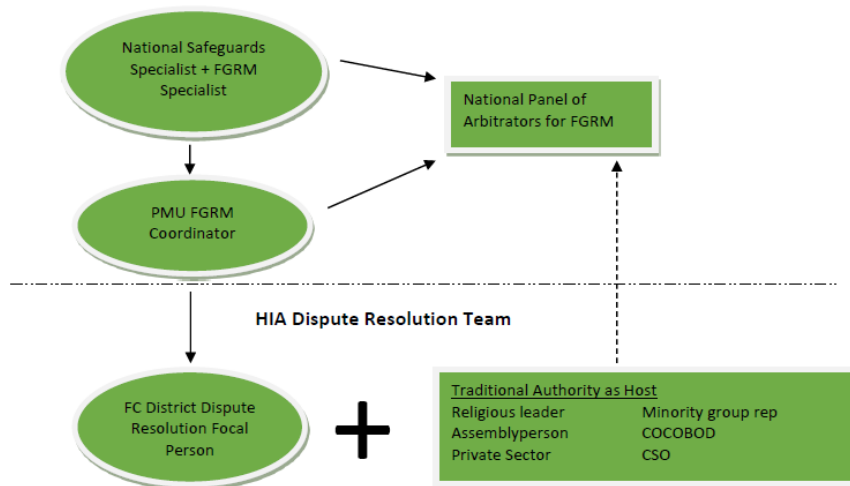 National Safeguards
Specialist + FGRM
Specialist
National Panel of
Arbitrators for FGRM
PMU FGRM
Coordinator
HIA Dispute Resolution Team
FC District Dispute
Resolution Focal
Person
+
Traditional Authority as Host
Religious leader Minority group rep
Assemblyperson COCOBOD
Private Sector CSO